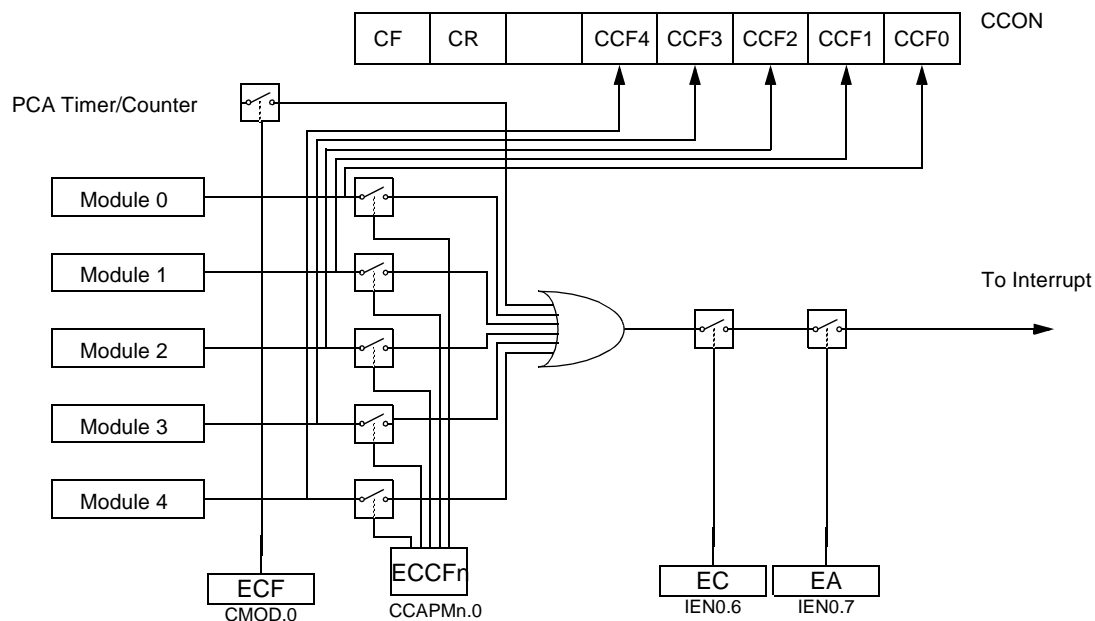 CF CR CCF4 CCF3 CCF2 CCF1 CCF0
CCON
PCA Timer/Counter
Module 0
Module 1
To Interrupt
Module 2
Module 3
Module 4
ECCFn
ECF
EC
EA
CMOD.0
CCAPMn.0
IEN0.6
IEN0.7